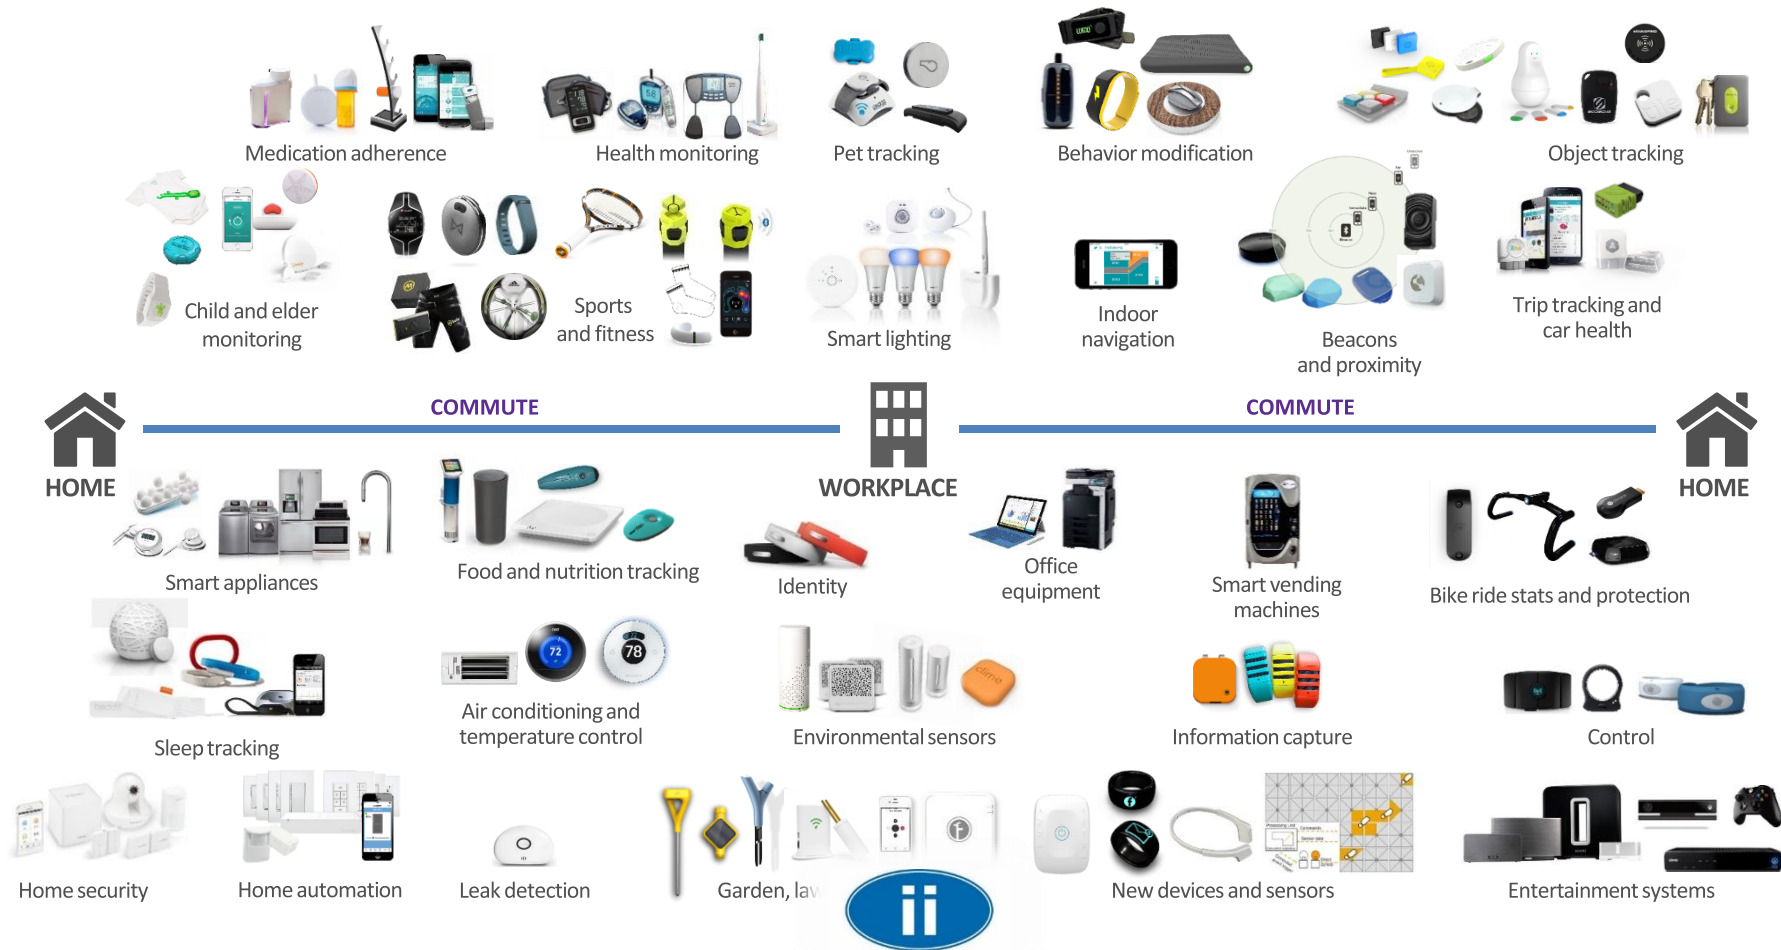 Medication adherence
Health monitoring
Pet tracking
Behavior modification
Object tracking
Child and elder
monitoring
Sports
and fitness
Smart lighting
Indoor
navigation
Beacons
and proximity
Trip tracking and
car health
COMMUTE
COMMUTE
HOME
WORKPLACE
HOME
Smart appliances
Food and nutrition tracking
Identity
Office
equipment
Smart vending
machines
Bike ride stats and protection
72
78
clime
Sleep tracking
Air conditioning and
temperature control
Environmental sensors
Information capture
Control
Home security
Home automation
Leak detection
Garden, law
ii
New devices and sensors
Entertainment systems